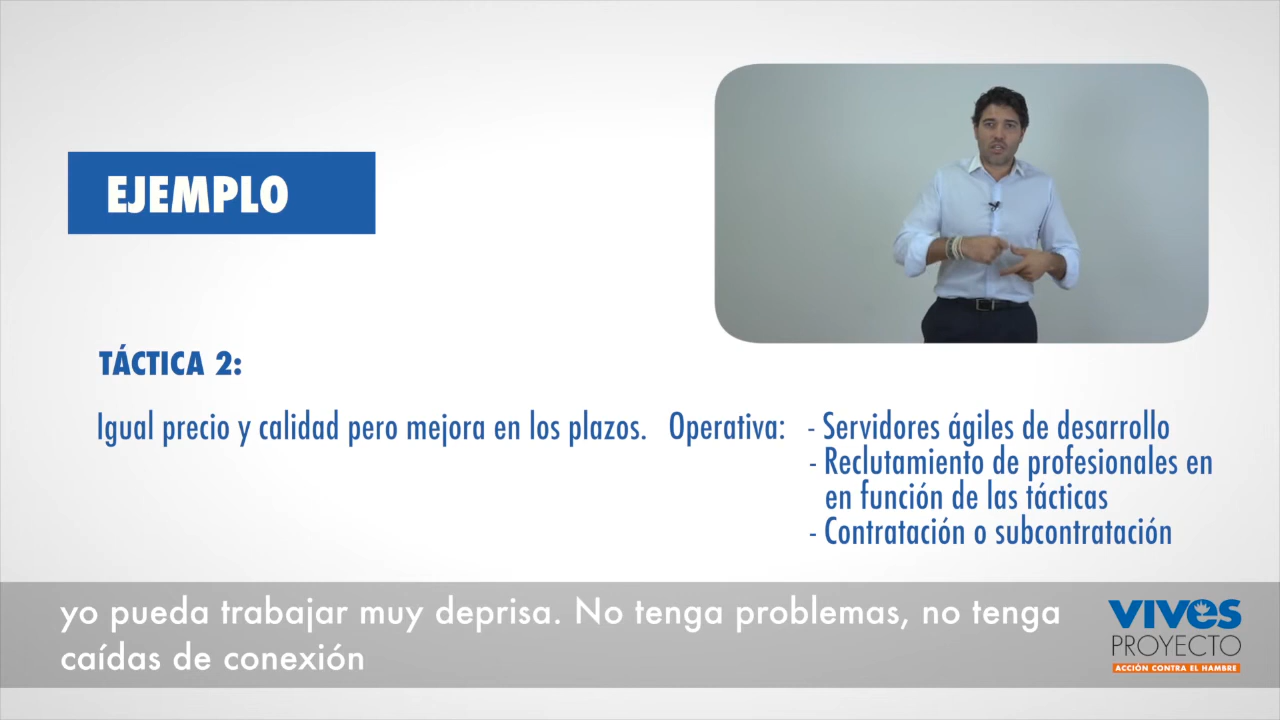 EJEMPLO
TÁCTICA 2:
Igual precio y calidad pero mejora en los plazos. Operativa: - Servidores ágiles de desarrollo
- Reclutamiento de profesionales en
en función de las tácticas
- Contratación o subcontratación
yo pueda trabajar muy deprisa. No tenga problemas, no tenga
caídas de conexión
VIVES
PROYECTO
ACCIÓN CONTRA EL HAMBRE